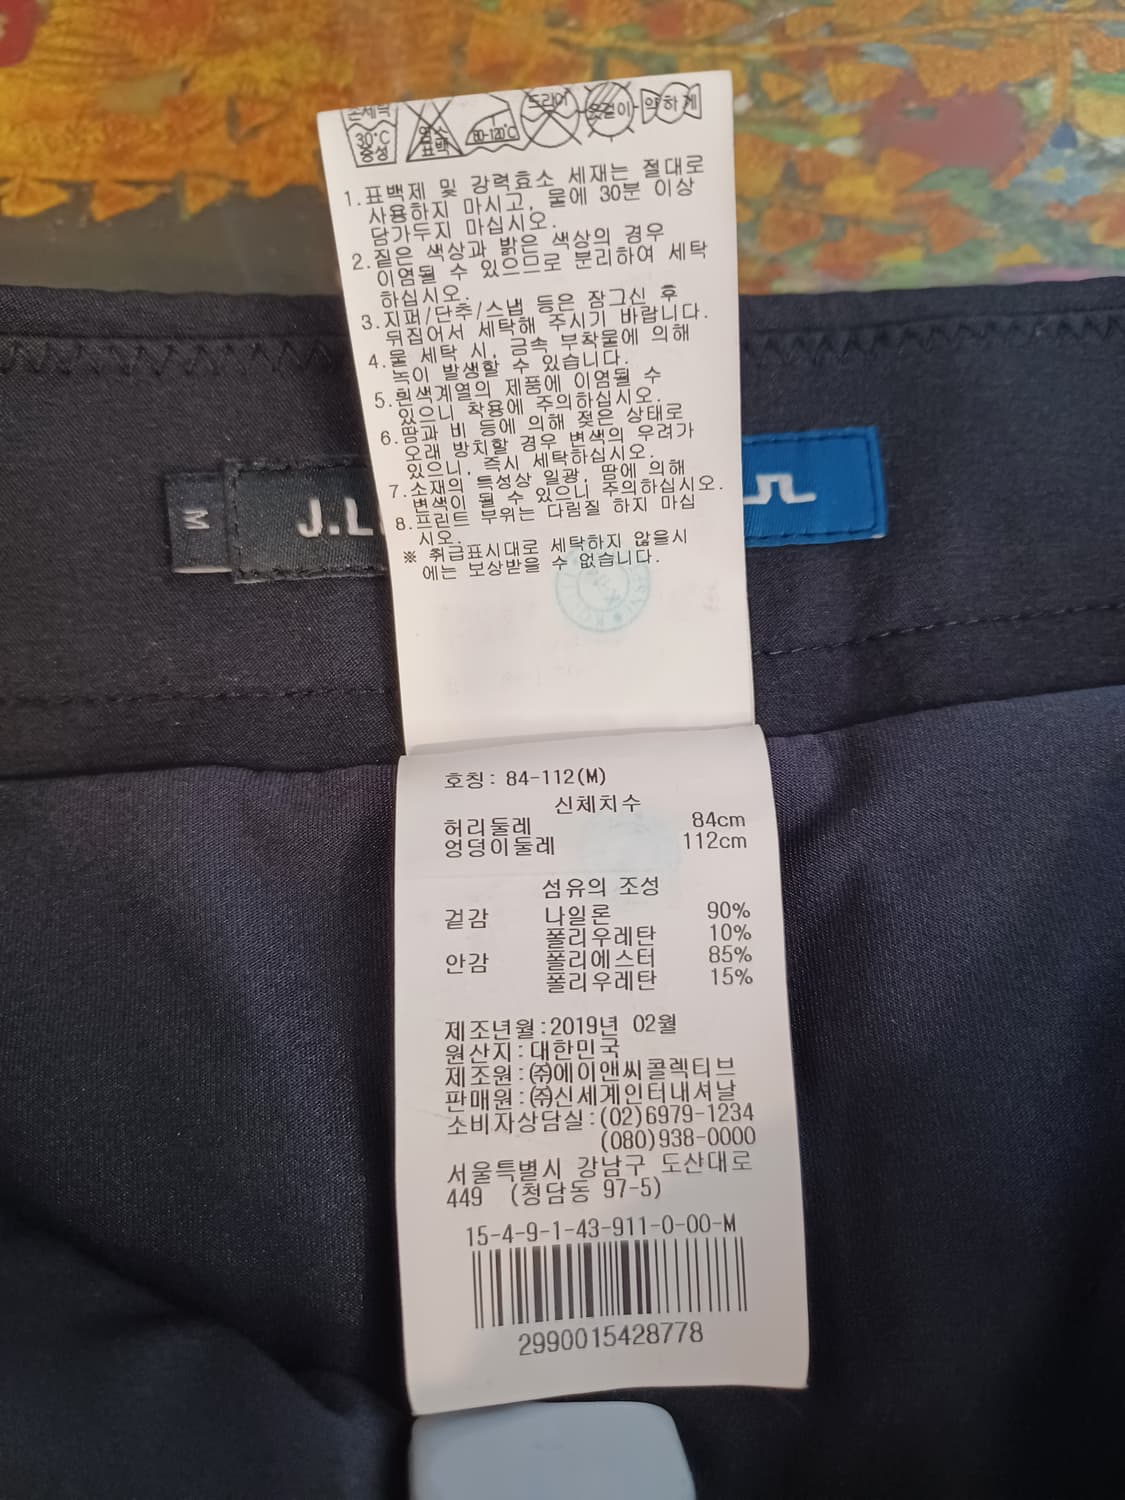 손세탁
30°C
중성
염소
표백
80-120°C
드라이
옷걸이
약하게
1.표백제 및 강력효소 세재는 절대로
사용하지 마시고, 물에 30분 이상
담가두지 마십시오.
2.짙은 색상과 밝은 색상의 경우
이염될 수 있으므로 분리하여 세탁
하십시오.
3.지퍼/단추/스냅 등은 잠그신 후
뒤집어서 세탁해 주시기 바랍니다.
4.물 세탁 시, 금속 부착물에 의해
녹이 발생할 수 있습니다.
5.흰색계열의 제품에 이염될 수
있으니 착용에 주의하십시오.
6.땀과 비 등에 의해 젖은 상태로
오래 방치할 경우 변색의 우려가
있으니, 즉시 세탁하십시오.
7.소재의 특성상 일광, 땀에 의해
변색이 될 수 있으니 주의하십시오.
8.프린트 부위는 다림질 하지 마십
시오.
※ 취급표시대로 세탁하지 않을시
에는 보상받을 수 없습니다.
M
J.L
호칭: 84-112(M)
신체치수
허리둘레 84cm
엉덩이둘레 112cm
섬유의 조성
겉감 나일론 90%
폴리우레탄 10%
안감 폴리에스터 85%
폴리우레탄 15%
제조년월:2019년 02월
원산지:대한민국
제조원:㈜에이앤씨콜렉티브
판매원:㈜신세계인터내셔날
소비자상담실:(02)6979-1234
(080)938-0000
서울특별시 강남구 도산대로
449 (청담동 97-5)
15-4-9-1-43-911-0-00-M
2990015428778